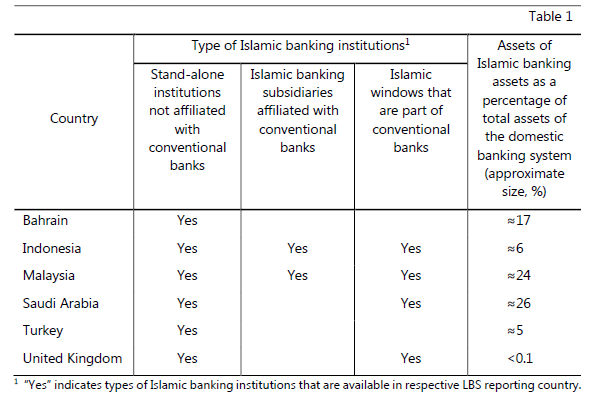 Table 1
Type of Islamic banking institutions1
Assets of
Islamic banking
assets as a
percentage of
total assets of
the domestic
banking system
(approximate
size, %)
Country
Stand-alone
institutions
not affiliated
with
conventional
banks
Islamic banking
subsidiaries
affiliated with
conventional
banks
Islamic
windows that
are part of
conventional
banks
Bahrain Yes ≈17
Indonesia Yes Yes Yes ≈6
Malaysia Yes Yes Yes ≈24
Saudi Arabia Yes Yes ≈26
Turkey Yes ≈5
United Kingdom Yes Yes <0.1
1 "Yes" indicates types of Islamic banking institutions that are available in respective LBS reporting country.